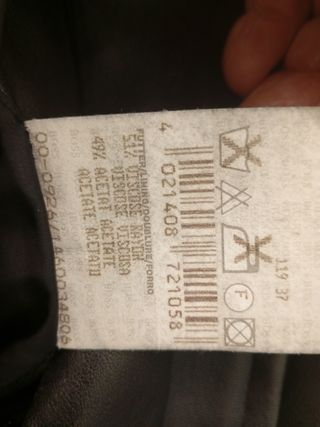 119 37
F
4 021408 721058
FUTTER/LINING/DOUBLURE/FORRO
51% VISCOSE RAYON
VISCOSE VISCOSA
49% ACETAT ACETATE
ACETATE ACETATO